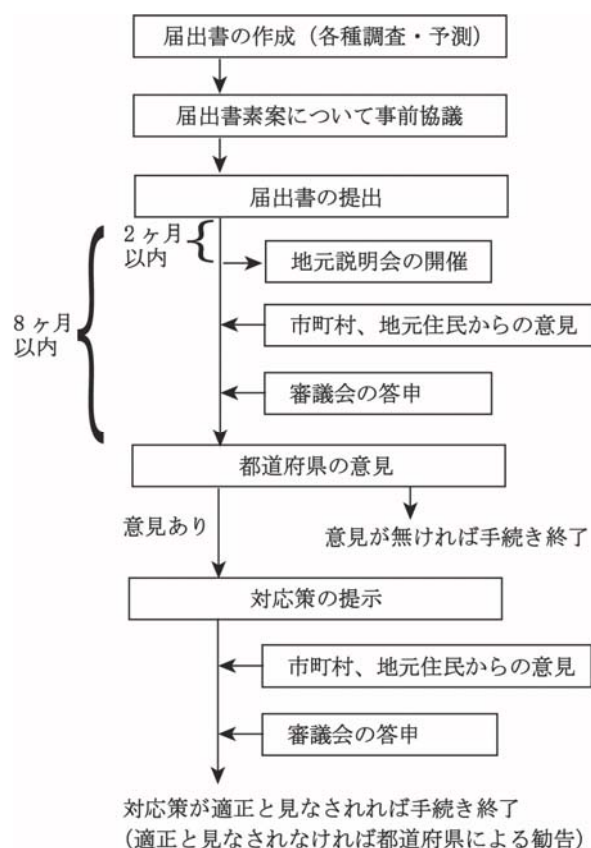 届出書の作成（各種調査・予測）
届出書素案について事前協議
届出書の提出
2ヶ月
以内
地元説明会の開催
8ヶ月
以内
市町村、地元住民からの意見
審議会の答申
都道府県の意見
意見あり
意見が無ければ手続き終了
対応策の提示
市町村、地元住民からの意見
審議会の答申
対応策が適正と見なされれば手続き終了
（適正と見なされなければ都道府県による勧告）